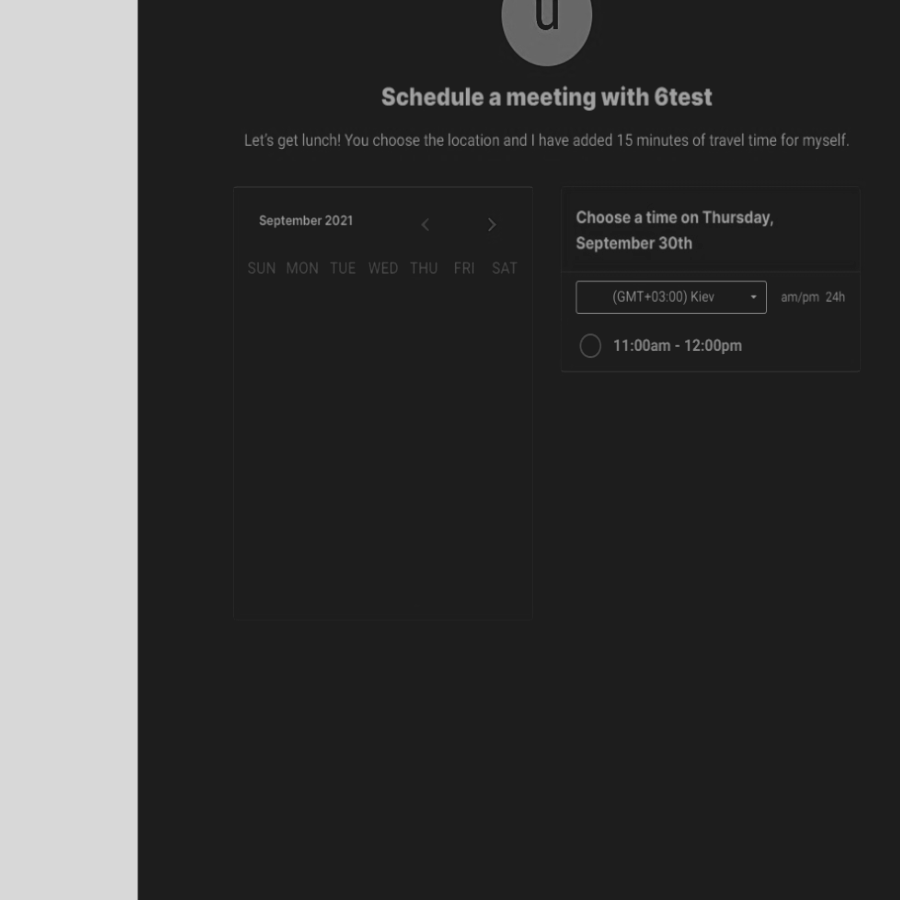 u
Schedule a meeting with 6test
Let's get lunch! You choose the location and I have added 15 minutes of travel time for myself.
September 2021
SUN MON TUE WED THU FRI SAT
Choose a time on Thursday,
September 30th
(GMT+03:00) Kiev
am/pm 24h
11:00am - 12:00pm